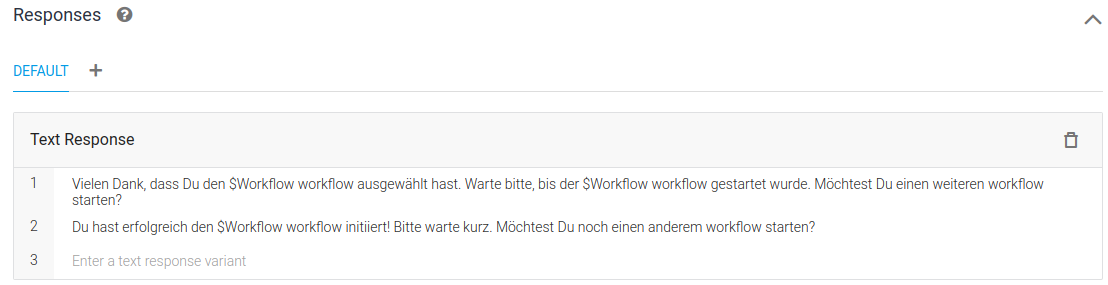 Responses
DEFAULT
Text Response
1 Vielen Dank, dass Du den $Workflow workflow ausgewählt hast. Warte bitte, bis der $Workflow workflow gestartet wurde. Möchtest Du einen weiteren workflow
starten?
2 Du hast erfolgreich den $Workflow workflow initiiert! Bitte warte kurz. Möchtest Du noch einen anderem workflow starten?
3 Enter a text response variant